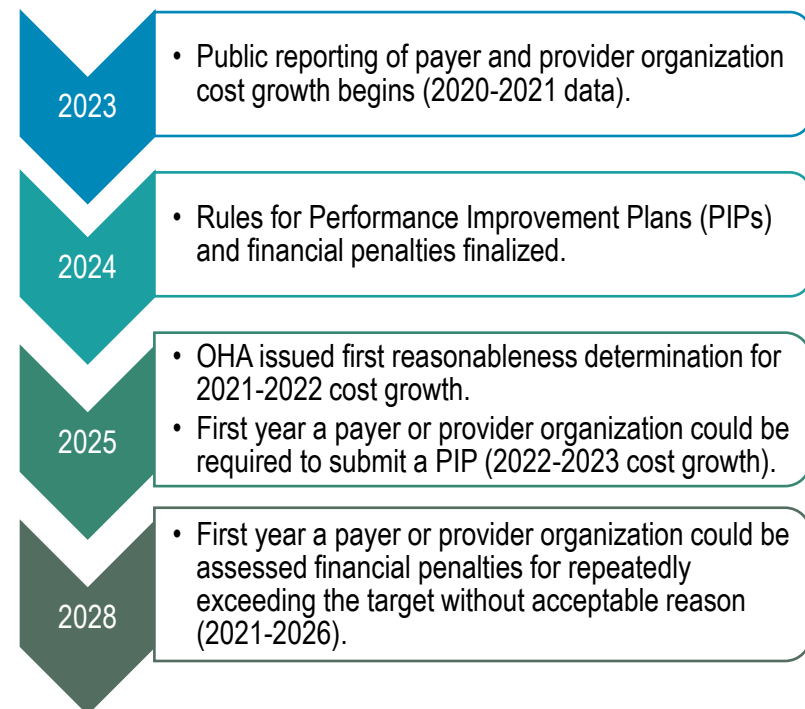 2023
• Public reporting of payer and provider organization
cost growth begins (2020-2021 data).
2024
• Rules for Performance Improvement Plans (PIPs)
and financial penalties finalized.
2025
• OHA issued first reasonableness determination for
2021-2022 cost growth.
• First year a payer or provider organization could be
required to submit a PIP (2022-2023 cost growth).
2028
• First year a payer or provider organization could be
assessed financial penalties for repeatedly
exceeding the target without acceptable reason
(2021-2026).